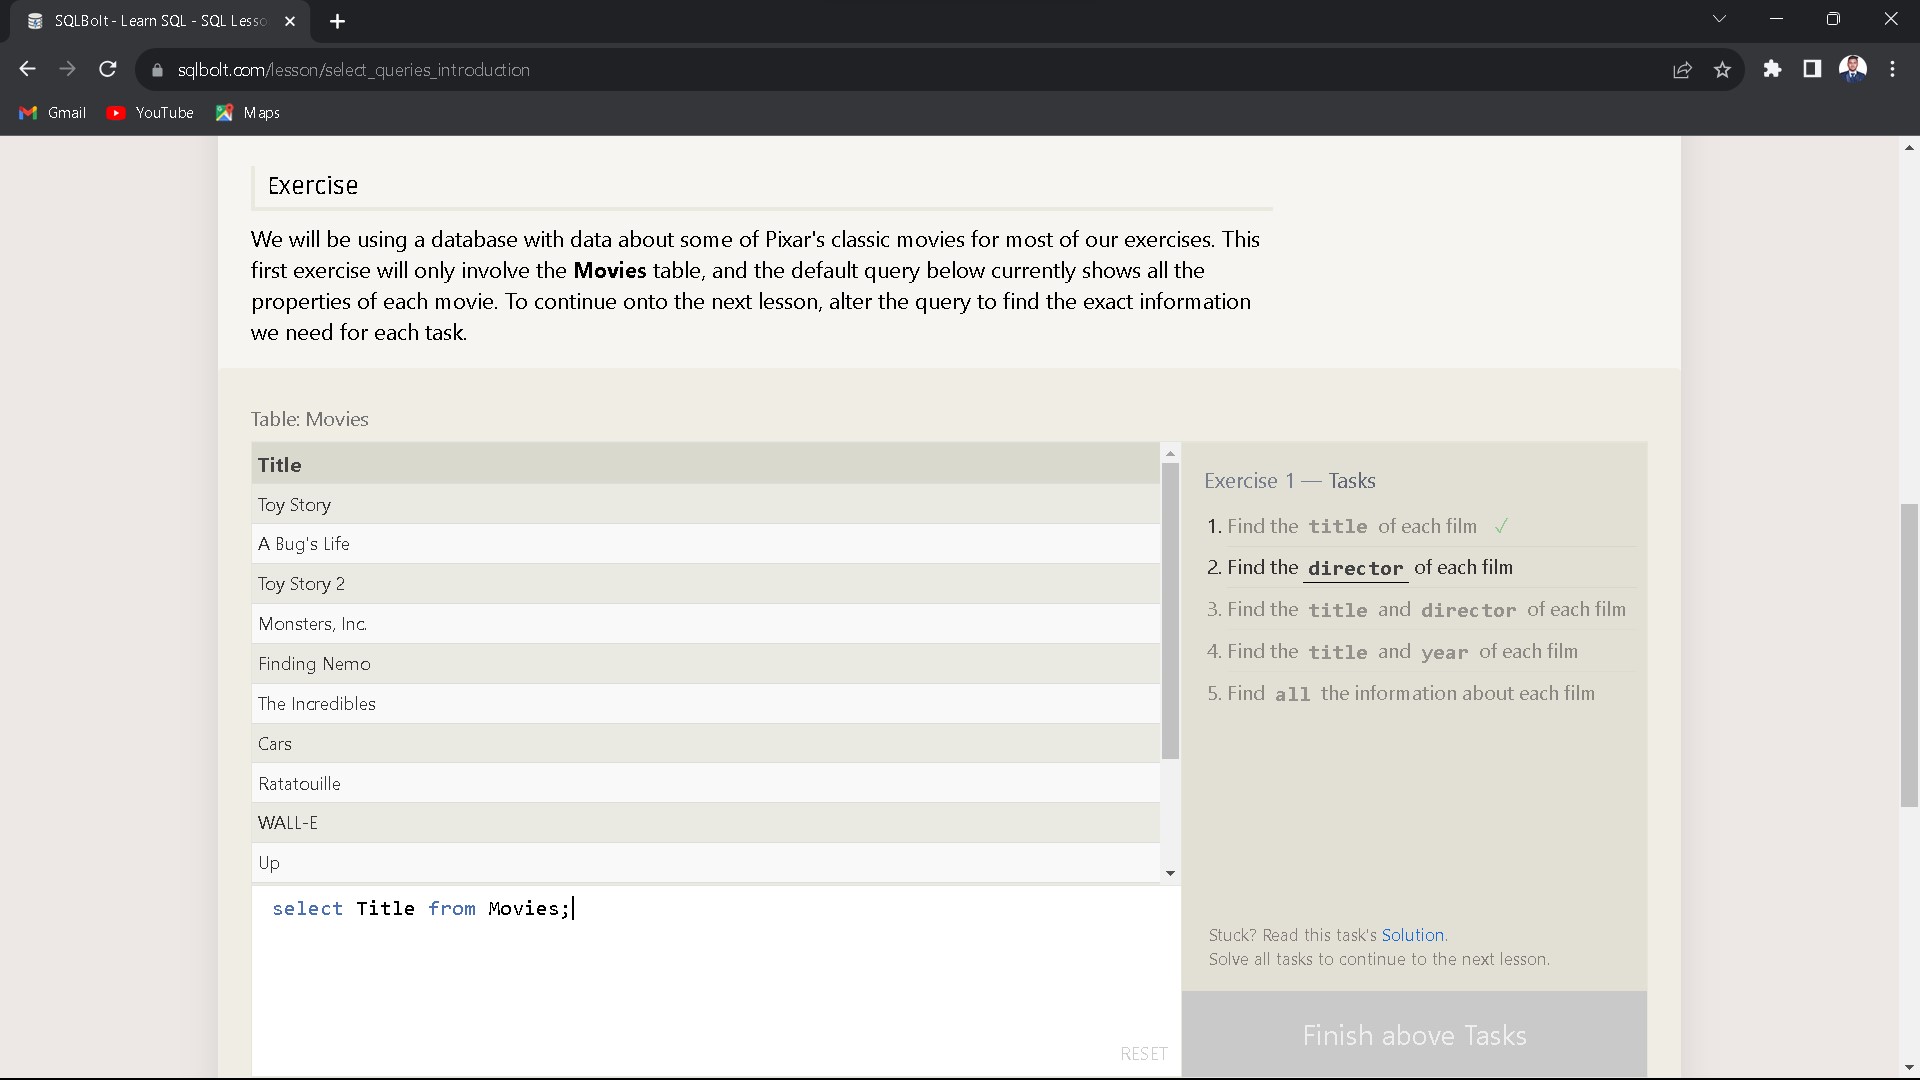 SQLBolt - Learn SQL - SQL Lesso
sqlbolt.com/lesson/select_queries_introduction
Gmail YouTube Maps
Exercise
We will be using a database with data about some of Pixar's classic movies for most of our exercises. This
first exercise will only involve the Movies table, and the default query below currently shows all the
properties of each movie. To continue onto the next lesson, alter the query to find the exact information
we need for each task.
Table: Movies
Title
Toy Story
A Bug's Life
Toy Story 2
Monsters, Inc.
Finding Nemo
The Incredibles
Cars
Ratatouille
WALL-E
Up
select Title from Movies;
RESET
Exercise 1 — Tasks
1. Find the title of each film ✓
2. Find the director of each film
3. Find the title and director of each film
4. Find the title and year of each film
5. Find all the information about each film
Stuck? Read this task's Solution.
Solve all tasks to continue to the next lesson.
Finish above Tasks